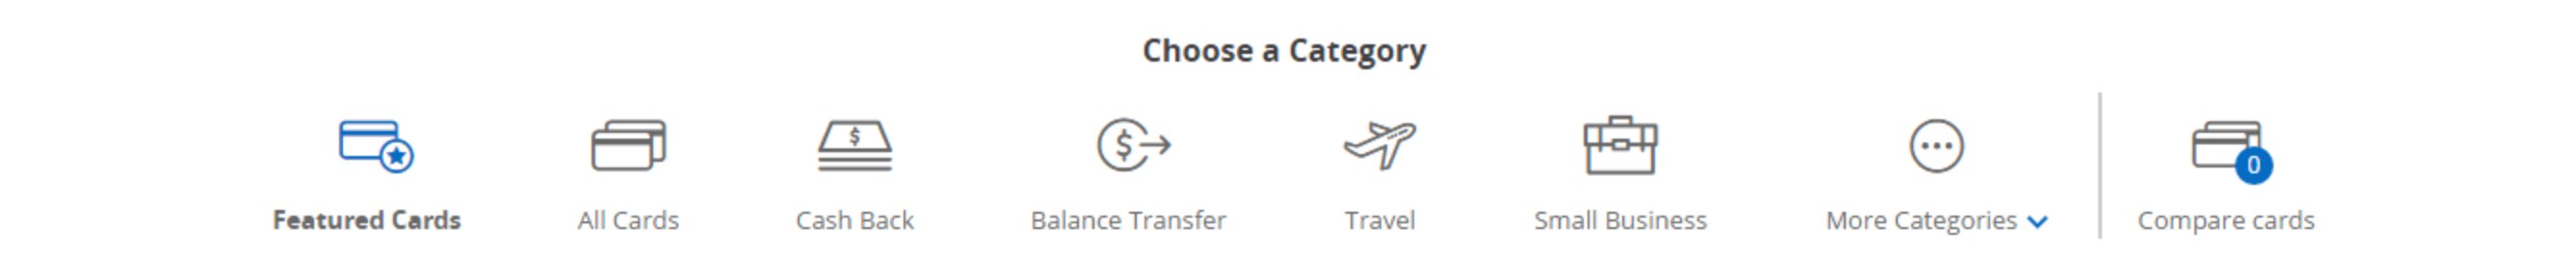 Choose a Category
$
$
0
Featured Cards
All Cards
Cash Back
Balance Transfer
Travel
Small Business
More Categories
Compare cards